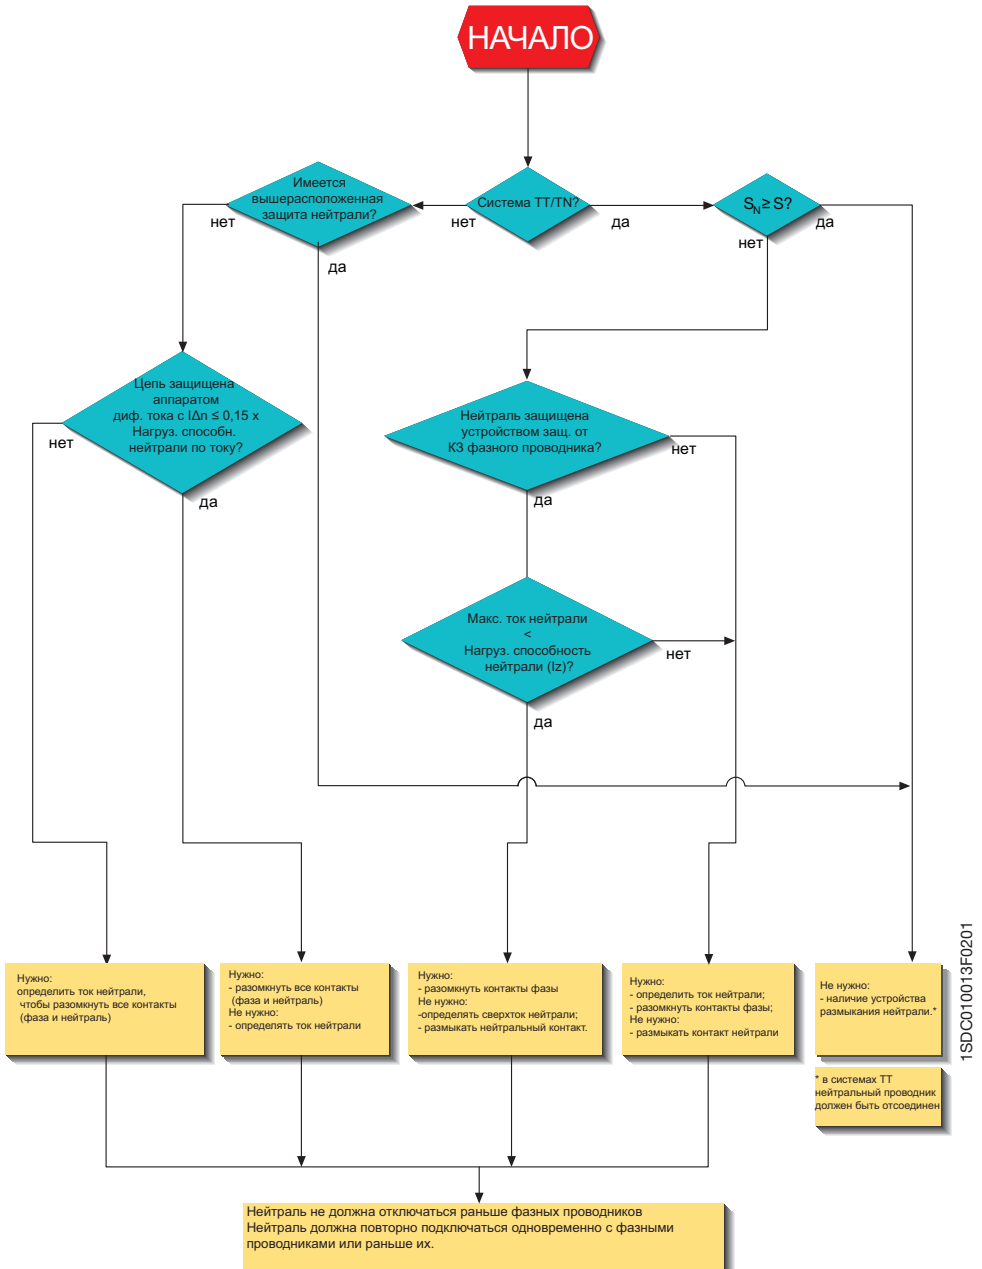 НАЧАЛО
Имеется
вышерасположенная
защита нейтрали?
Система TT/TN?
S_N ≥ S?
нет
нет
да
да
нет
да
Цепь защищена
аппаратом
диф. тока с I∆n ≤ 0,15 x
Нагруз. способн.
нейтрали по току?
нет
да
Нейтраль защищена
устройством защ. от
КЗ фазного проводника?
нет
да
Макс. ток нейтрали
<
Нагруз. способность
нейтрали (Iz)?
нет
да
Нужно:
определить ток нейтрали,
чтобы разомкнуть все контакты
(фаза и нейтраль)
Нужно:
- разомкнуть все контакты
(фаза и нейтраль)
Не нужно:
- определять ток нейтрали
Нужно:
- разомкнуть контакты фазы
Не нужно:
-определять сверхток нейтрали;
- размыкать нейтральный контакт.
Нужно:
- определить ток нейтрали;
- разомкнуть контакты фазы;
Не нужно:
- размыкать контакт нейтрали
Не нужно:
- наличие устройства
размыкания нейтрали.*
* в системах TT
нейтральный проводник
должен быть отсоединен
1SDC010013F0201
Нейтраль не должна отключаться раньше фазных проводников
Нейтраль должна повторно подключаться одновременно с фазными
проводниками или раньше их.